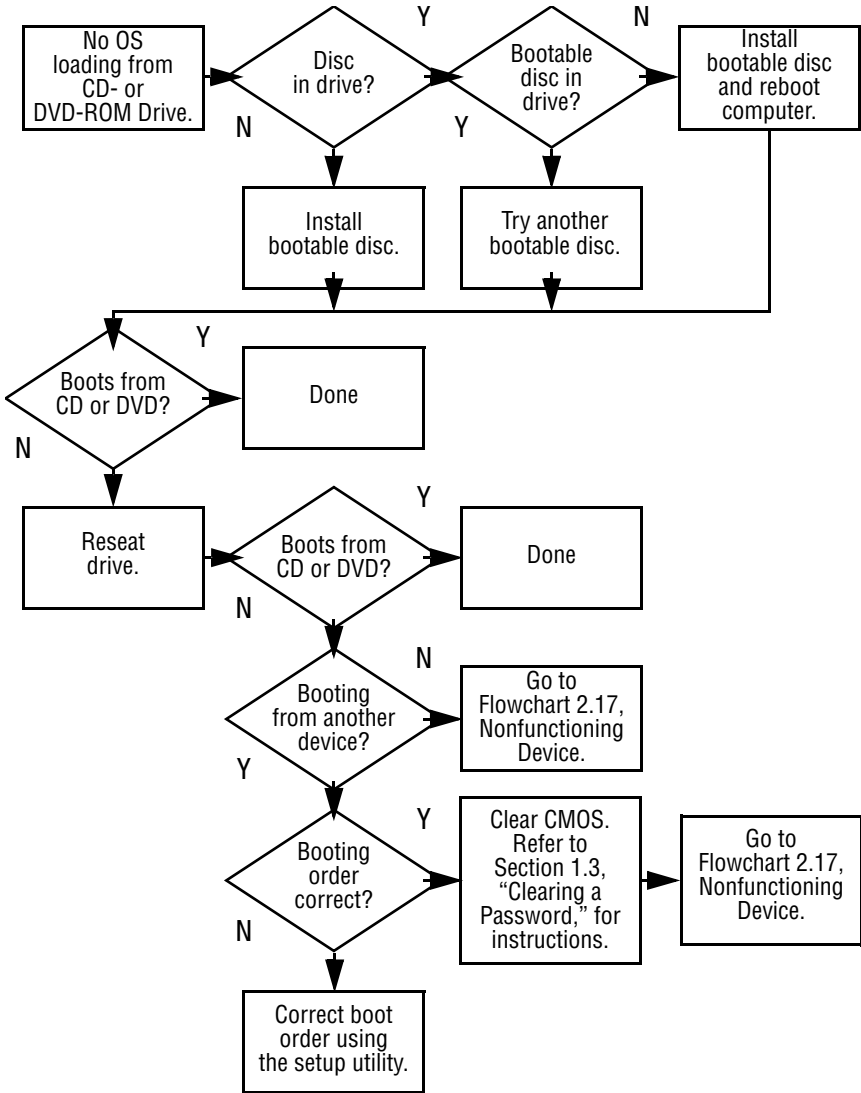 No OS
loading from
CD- or
DVD-ROM Drive.
Disc
in drive?
Y
N
Bootable
disc in
drive?
N
Y
Install
bootable disc
and reboot
computer.
Install
bootable disc.
Try another
bootable disc.
Boots from
CD or DVD?
Y
N
Done
Reseat
drive.
Boots from
CD or DVD?
Y
N
Done
Booting
from another
device?
N
Y
Go to
Flowchart 2.17,
Nonfunctioning
Device.
Booting
order
correct?
Y
N
Clear CMOS.
Refer to
Section 1.3,
“Clearing a
Password,” for
instructions.
Go to
Flowchart 2.17,
Nonfunctioning
Device.
Correct boot
order using
the setup utility.